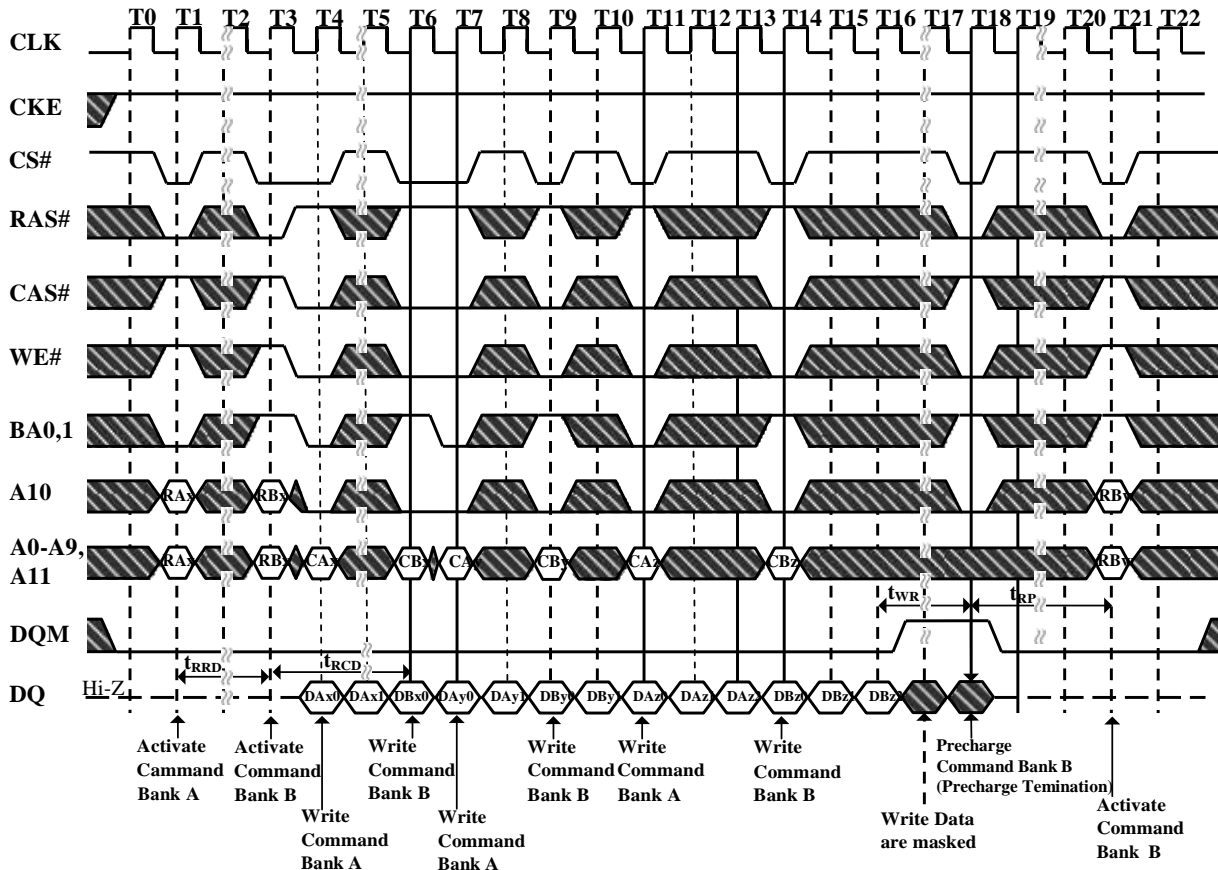 T0 T1 T2 T3 T4 T5 T6 T7 T8 T9 T10 T11 T12 T13 T14 T15 T16 T17 T18 T19 T20 T21 T22
CLK
CKE
CS#
RAS#
CAS#
WE#
BA0,1
A10 RAx RBx
A0-A9,
A11
RAx RBx CAx CBx CBy CAz CBz
tWR tRP
DQM
tRRD tRCD
DQ Hi-Z DAx0 DAx1 DBx0 DAy0 DAy1 DBy0 DBy1 DAz0 DAz1 DAz2 DBz0 DBz1 DBz2
Activate
Cammand
Bank A
Activate
Command
Bank B
Write
Command
Bank A
Write
Command
Bank B
Write
Command
Bank A
Write
Command
Bank B
Write
Command
Bank A
Write
Command
Bank B
Write Data
are masked
Precharge
Command Bank B
(Precharge Temination)
Activate
Command
Bank B